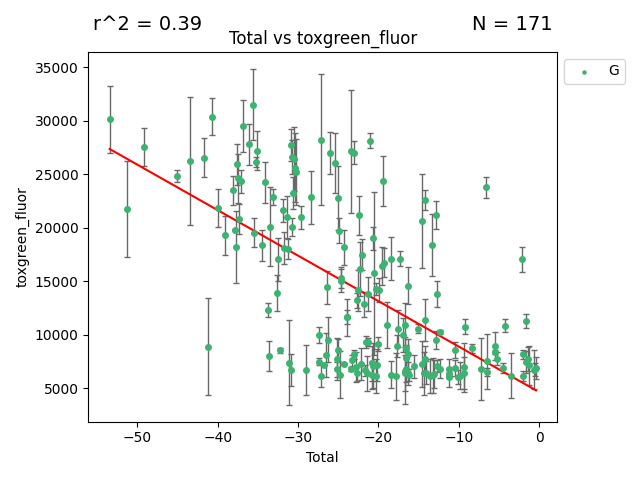 r^2 = 0.39 N = 171
Total vs toxgreen_fluor
35000
30000
25000
20000
15000
10000
5000
toxgreen_fluor
−50 −40 −30 −20 −10 0
Total
G